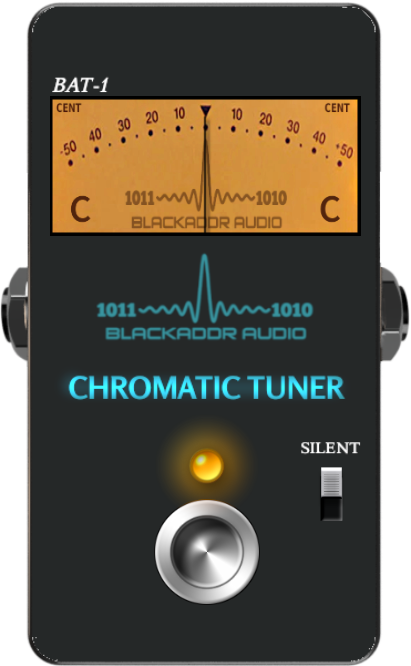 BAT-1
CENT CENT
-50 40 30 20 10 10 20 30 40 +50
C 1011 1010 C
BLACKADDR AUDIO
1011 1010
BLACKADDR AUDIO
CHROMATIC TUNER
SILENT